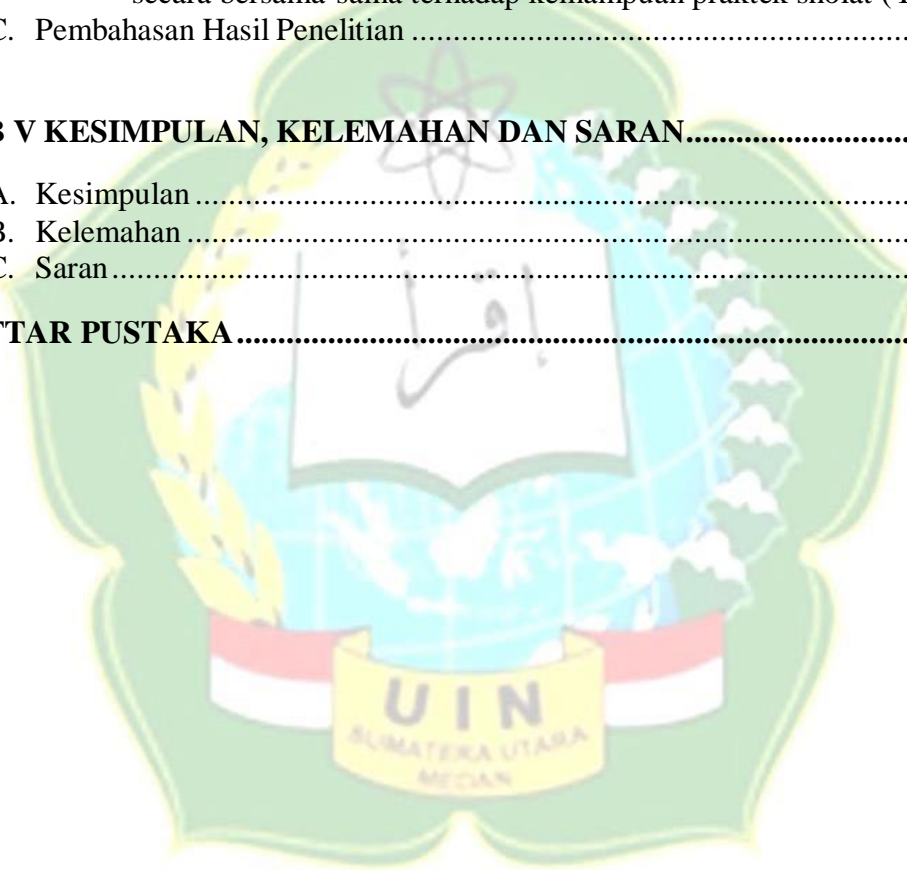 secara bersama-sama terhadap kemampuan praktek sholat (
C. Pembahasan Hasil Penelitian ........................................................
B V KESIMPULAN, KELEMAHAN DAN SARAN.........................
A. Kesimpulan .....................................................................................
B. Kelemahan ......................................................................................
C. Saran................................................................................................
TAR PUSTAKA ...........................................................................
اقرأ
UIN
SUMATERA UTARA
MEDAN